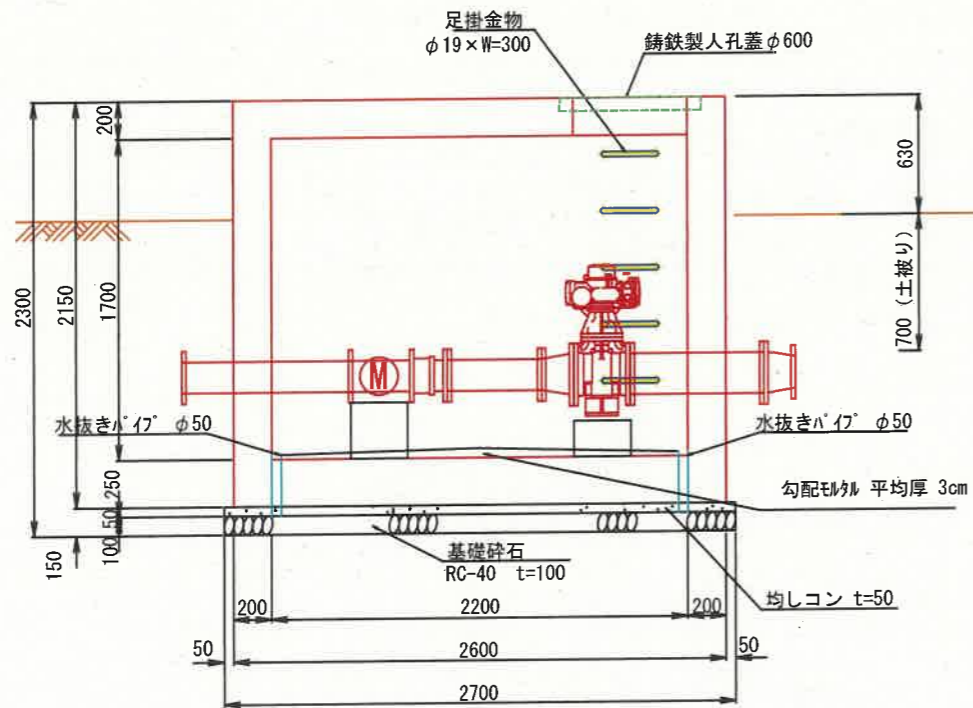 足掛金物
φ19×W=300
鋳鉄製人孔蓋φ600
200
630
2300
2150
1700
700 (土被り)
M
水抜きパイプ φ50
水抜きパイプ φ50
250
勾配モルタル 平均厚 3cm
50
100
150
基礎砕石
RC-40 t=100
均しコン t=50
200
2200
200
50
2600
50
2700